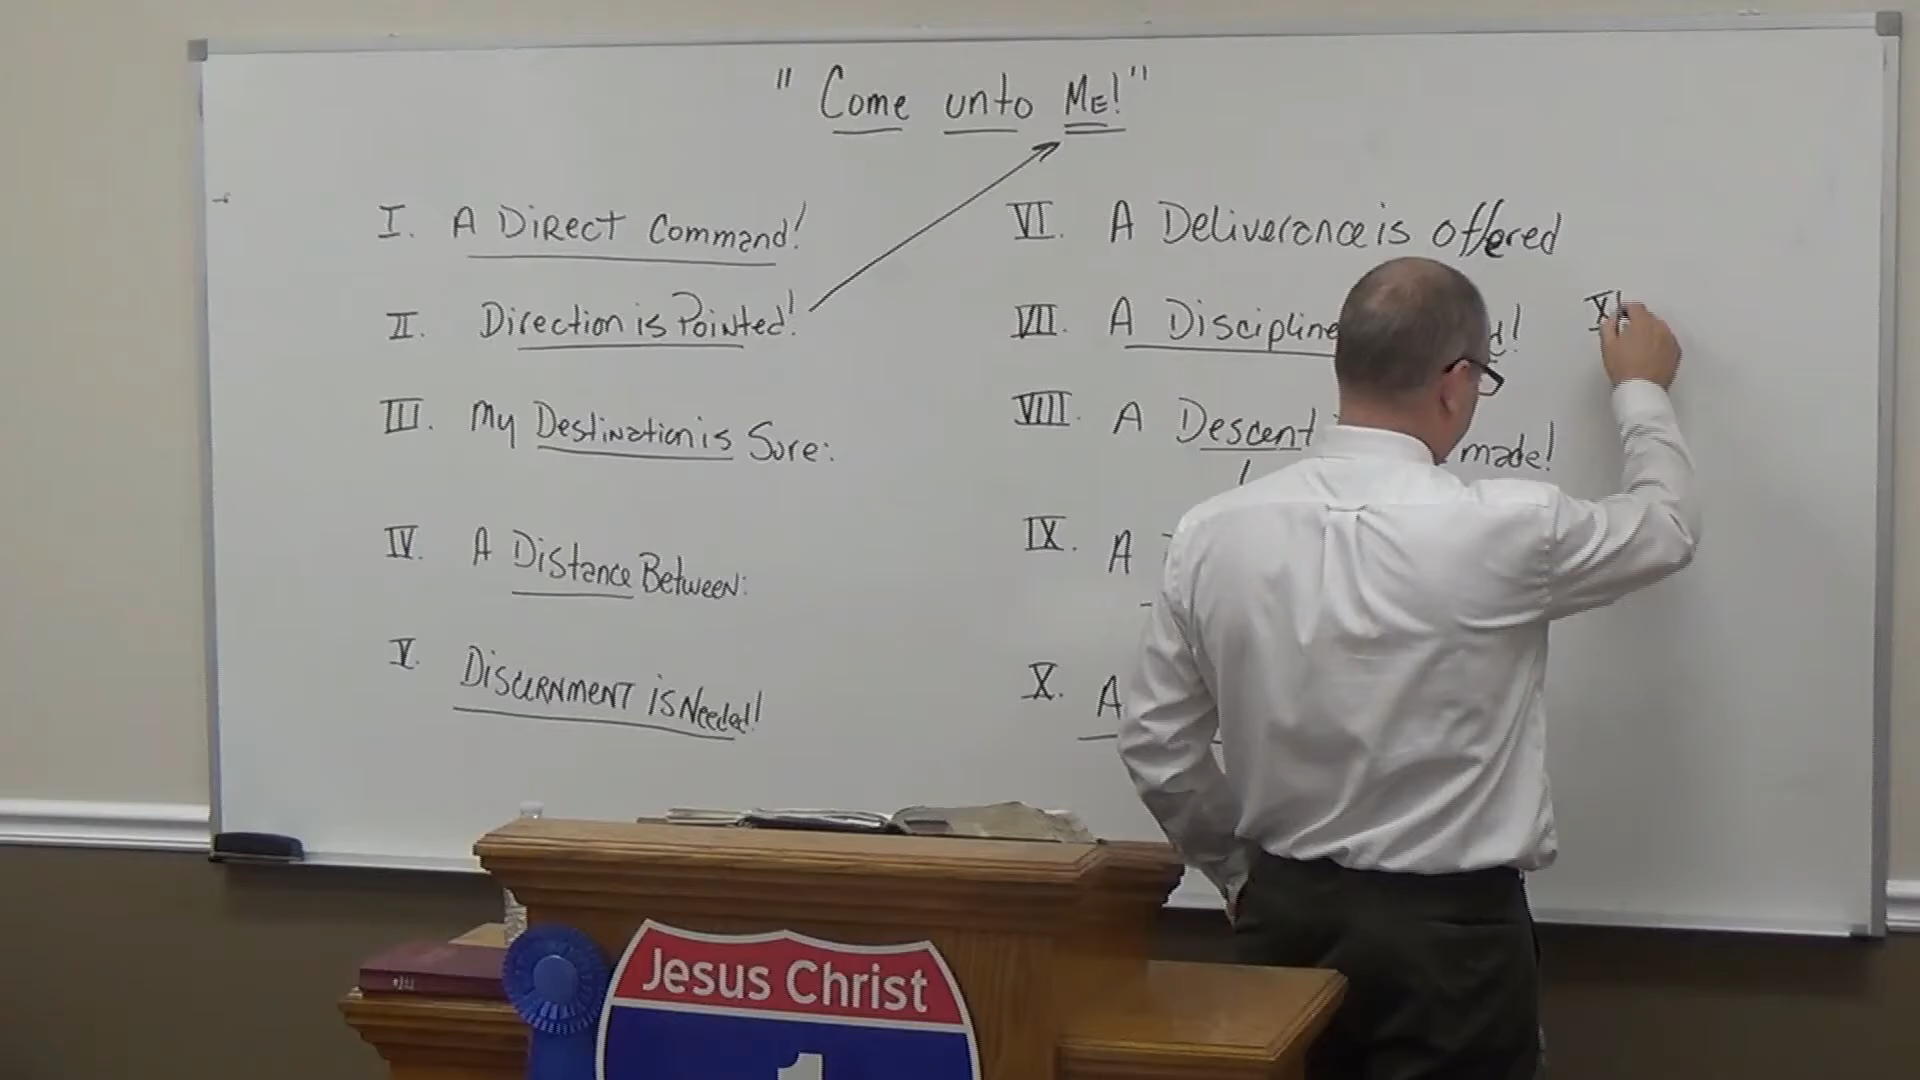 "Come unto ME!"
I. A Direct Command!
II. Direction is Pointed!
III. My Destination is Sure:
IV. A Distance Between:
V. Discernment is Needed!
VI. A Deliverance is offered
VII. A Discipline
VIII. A Descent made!
IX. A
X. A
XI
Jesus Christ
1